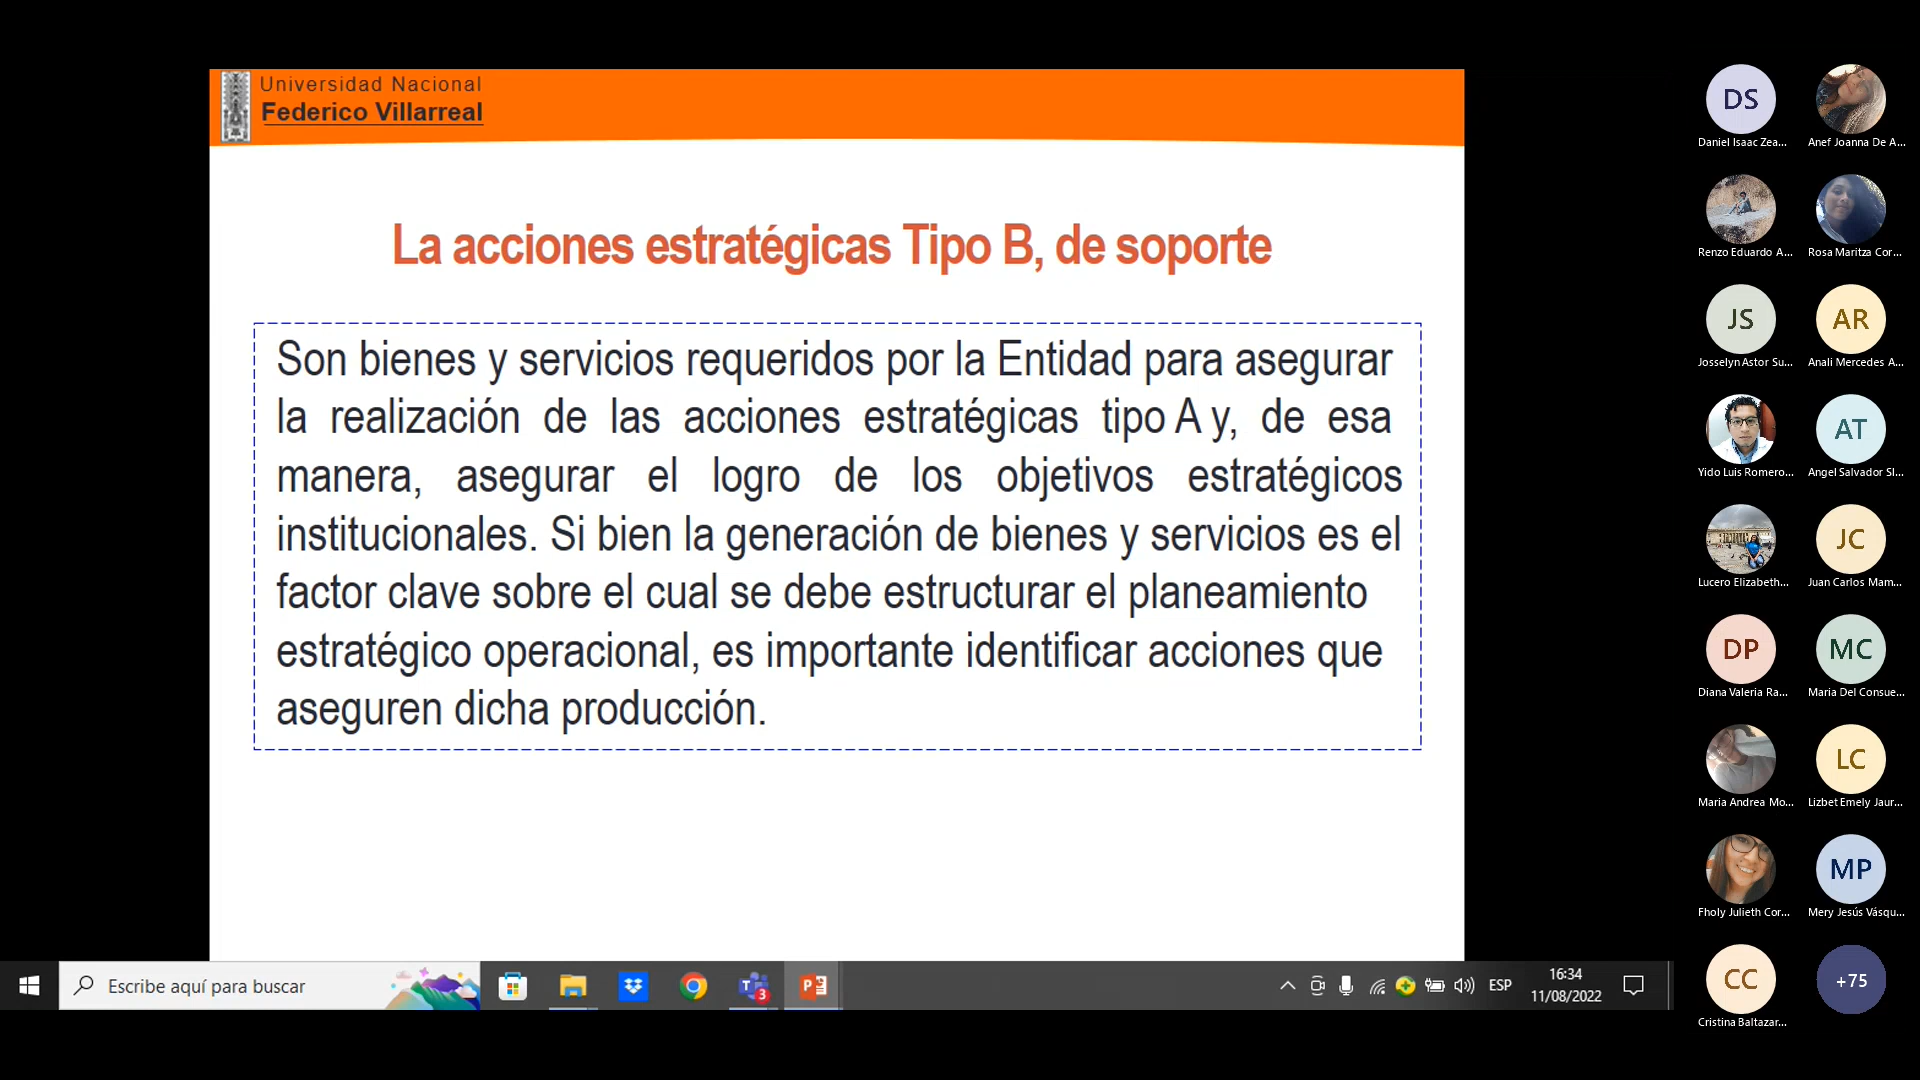 Universidad Nacional
Federico Villarreal
La acciones estratégicas Tipo B, de soporte
Son bienes y servicios requeridos por la Entidad para asegurar
la realización de las acciones estratégicas tipo A y, de esa
manera, asegurar el logro de los objetivos estratégicos
institucionales. Si bien la generación de bienes y servicios es el
factor clave sobre el cual se debe estructurar el planeamiento
estratégico operacional, es importante identificar acciones que
aseguren dicha producción.
DS
Daniel Isaac Zea...
Anef Joanna De A...
Renzo Eduardo A...
Rosa Maritza Cor...
JS
AR
Josselyn Astor Su...
Anali Mercedes A...
AT
Yido Luis Romero...
Angel Salvador Sl...
JC
Lucero Elizabeth...
Juan Carlos Mam...
DP
MC
Diana Valeria Ra...
Maria Del Consue...
LC
Maria Andrea Mo...
Lizbet Emely Jaur...
MP
Fholy Julieth Cor...
Mery Jesús Vásqu...
CC
+75
Cristina Baltazar...
Escribe aquí para buscar
T
3
P
ESP
16:34
11/08/2022